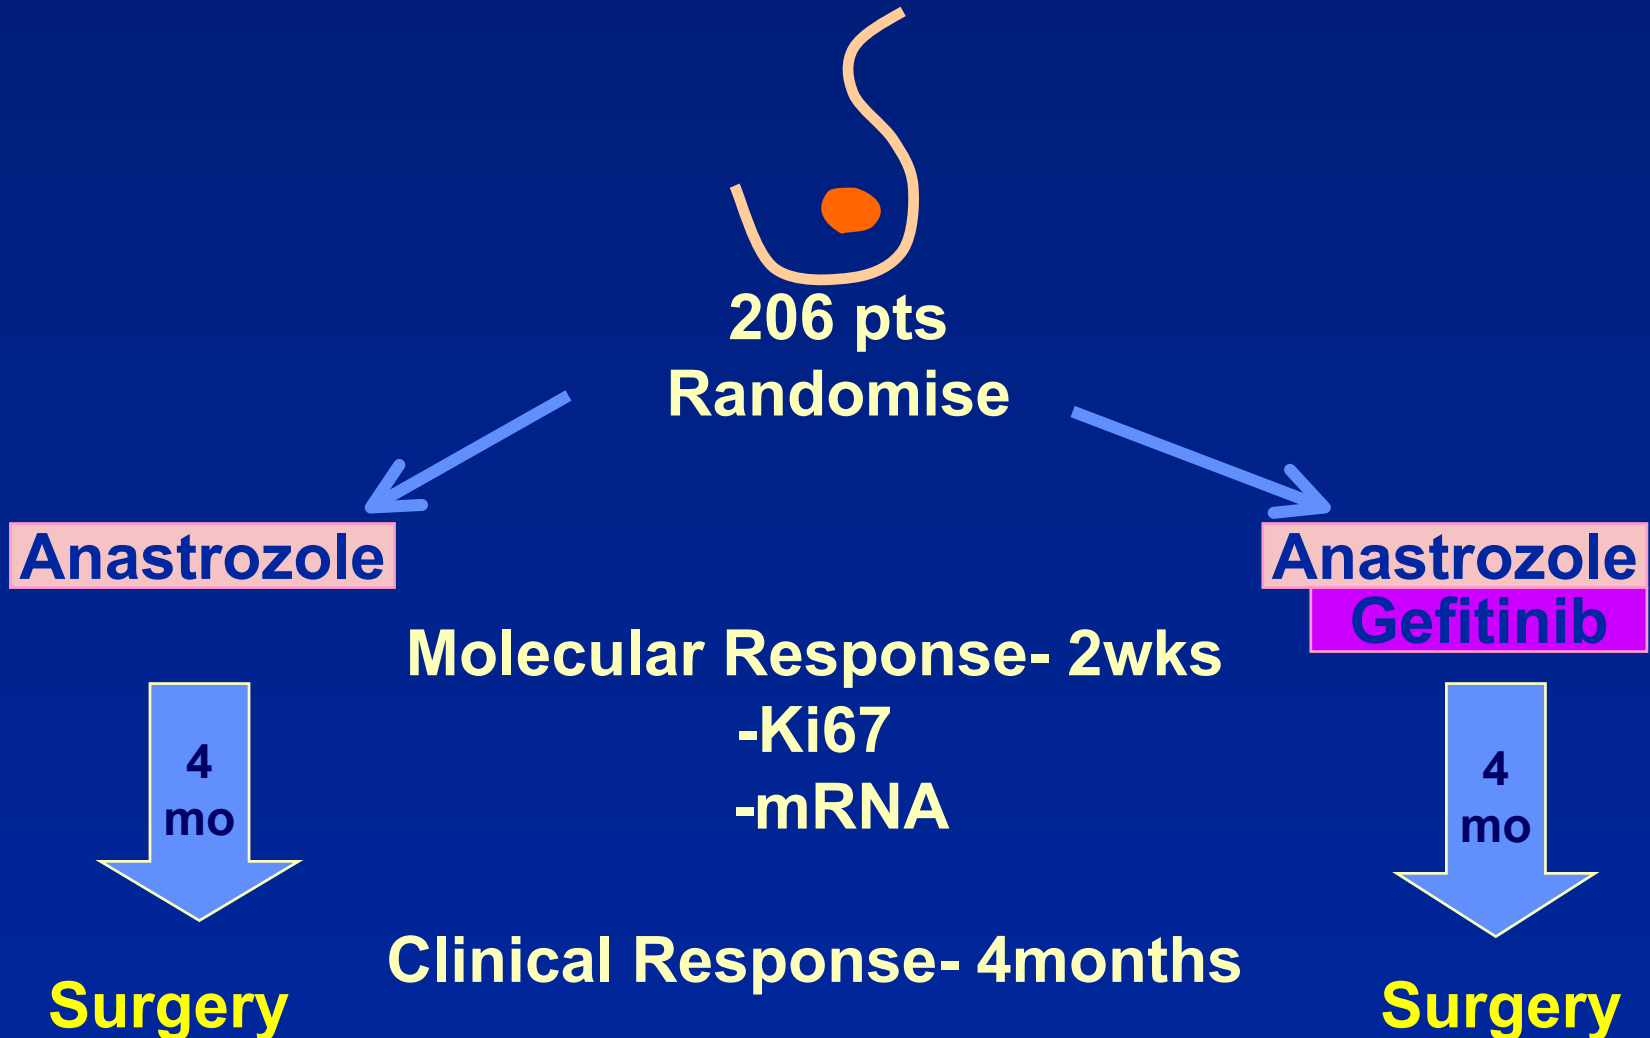 206 pts
Randomise
Anastrozole
Anastrozole
Gefitinib
Molecular Response- 2wks
-Ki67
-mRNA
4
mo
4
mo
Clinical Response- 4months
Surgery
Surgery